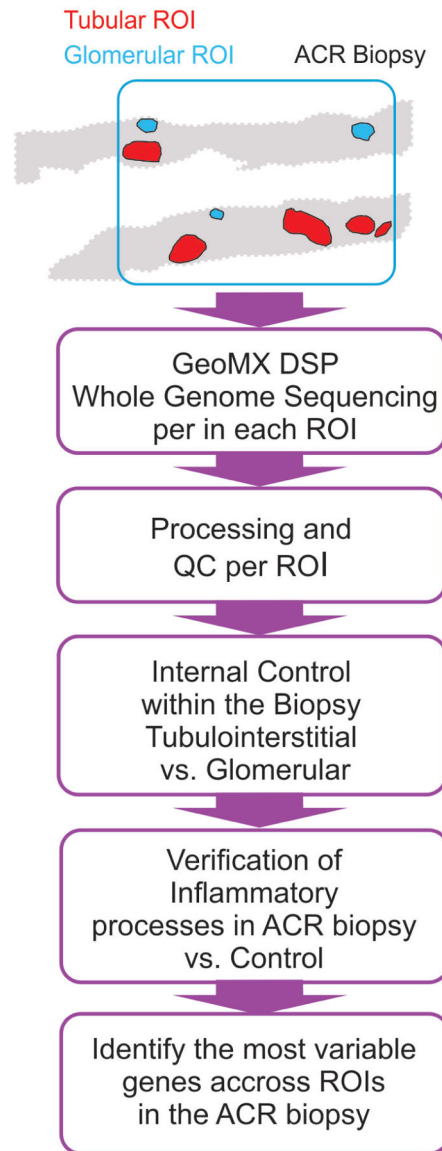 Tubular ROI
Glomerular ROI
ACR Biopsy
GeoMX DSP
Whole Genome Sequencing
per in each ROI
Processing and
QC per ROI
Internal Control
within the Biopsy
Tubulointerstitial
vs. Glomerular
Verification of
Inflammatory
processes in ACR biopsy
vs. Control
Identify the most variable
genes accross ROIs
in the ACR biopsy